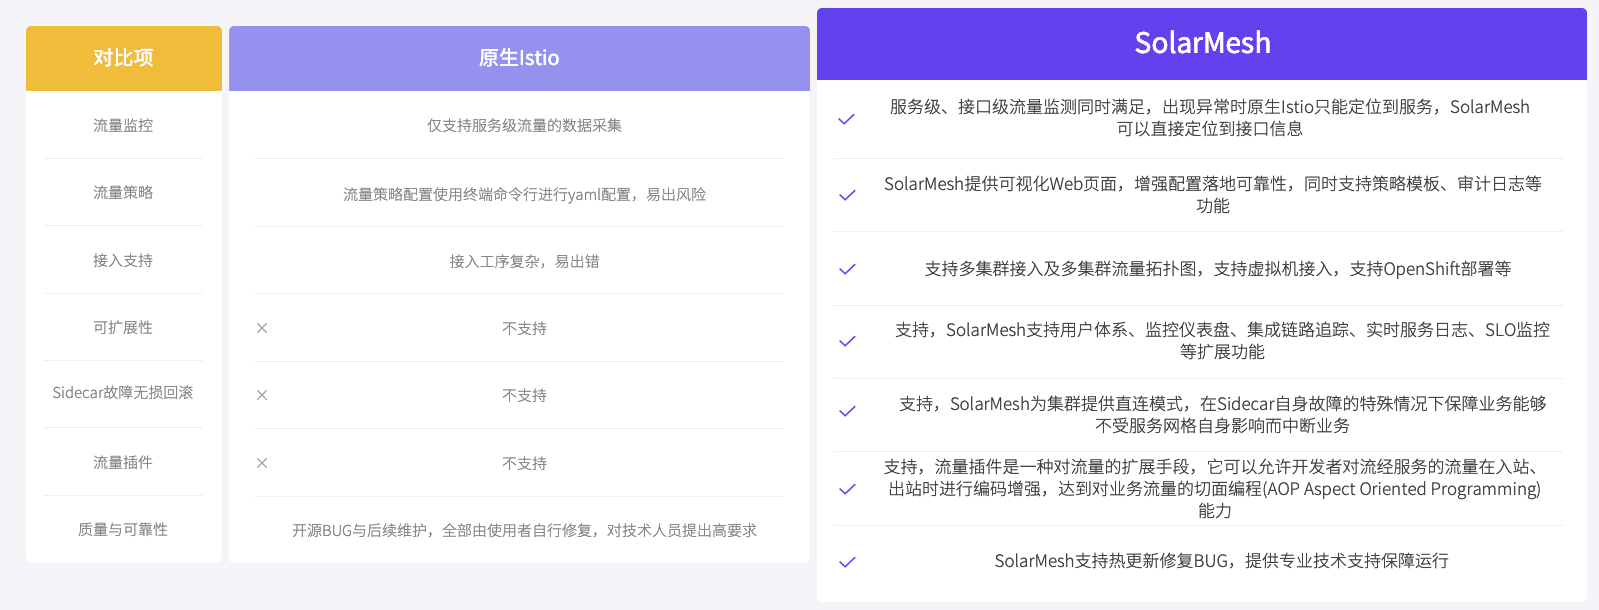 对比项
原生Istio
SolarMesh
流量监控
仅支持服务级流量的数据采集
服务级、接口级流量监测同时满足，出现异常时原生Istio只能定位到服务，SolarMesh
可以直接定位到接口信息
流量策略
流量策略配置使用终端命令行进行yaml配置，易出风险
SolarMesh提供可视化Web页面，增强配置落地可靠性，同时支持策略模板、审计日志等
功能
接入支持
接入工序复杂，易出错
支持多集群接入及多集群流量拓扑图，支持虚拟机接入，支持OpenShift部署等
可扩展性
不支持
支持，SolarMesh支持用户体系、监控仪表盘、集成链路追踪、实时服务日志、SLO监控
等扩展功能
Sidecar故障无损回滚
不支持
支持，SolarMesh为集群提供直连模式，在Sidecar自身故障的特殊情况下保障业务能够
不受服务网格自身影响而中断业务
流量插件
不支持
支持，流量插件是一种对流量的扩展手段，它可以允许开发者对流经服务的流量在入站、
出站时进行编码增强，达到对业务流量的切面编程(AOP Aspect Oriented Programming)
能力
质量与可靠性
开源BUG与后续维护，全部由使用者自行修复，对技术人员提出高要求
SolarMesh支持热更新修复BUG，提供专业技术支持保障运行